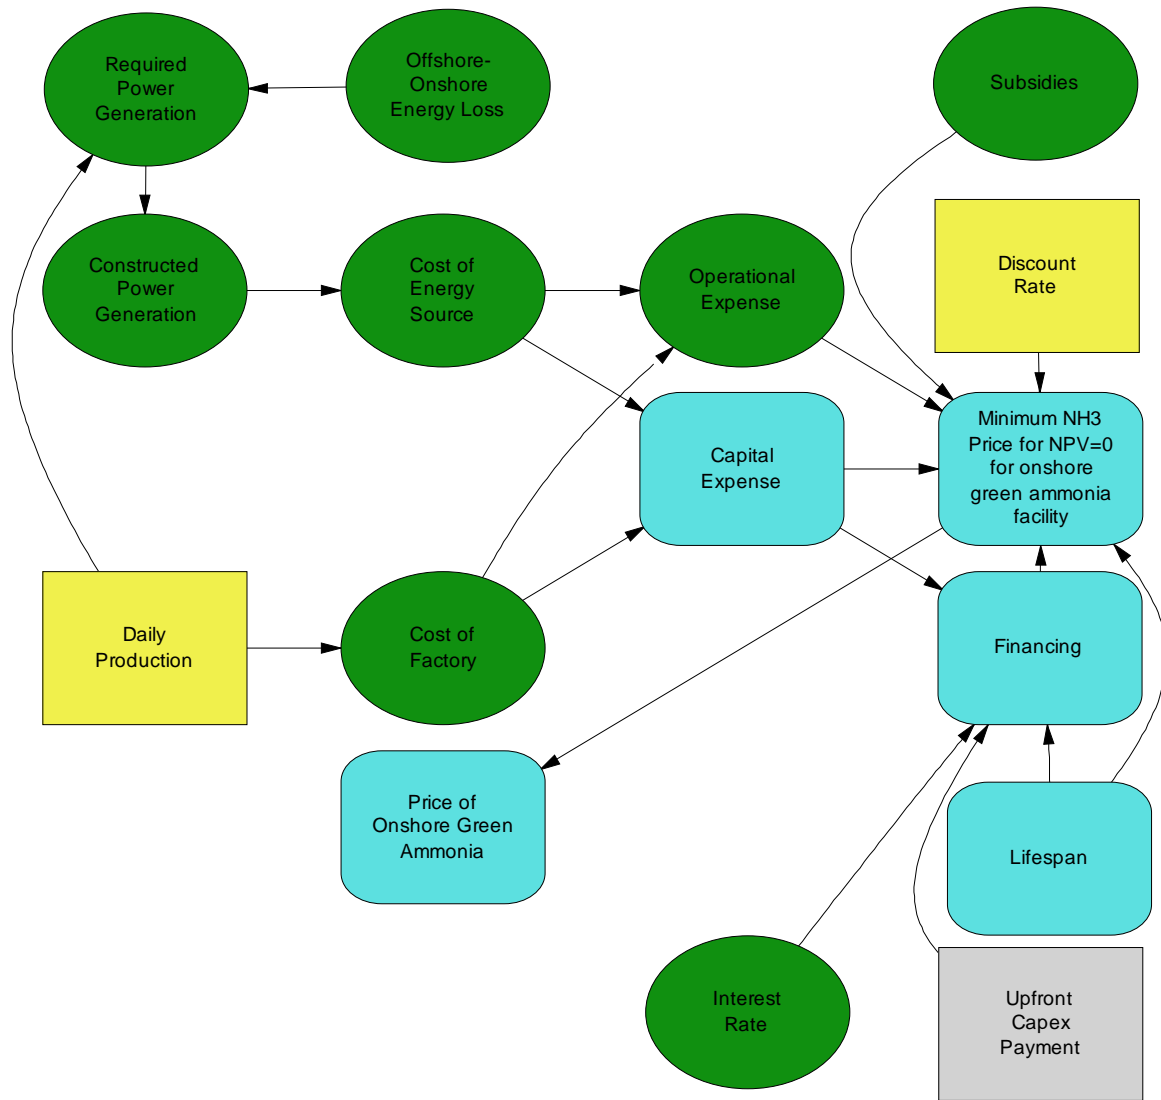 Required
Power
Generation
Offshore-
Onshore
Energy Loss
Subsidies
Constructed
Power
Generation
Cost of
Energy
Source
Operational
Expense
Discount
Rate
Capital
Expense
Minimum NH3
Price for NPV=0
for onshore
green ammonia
facility
Daily
Production
Cost of
Factory
Financing
Price of
Onshore Green
Ammonia
Lifespan
Interest
Rate
Upfront
Capex
Payment